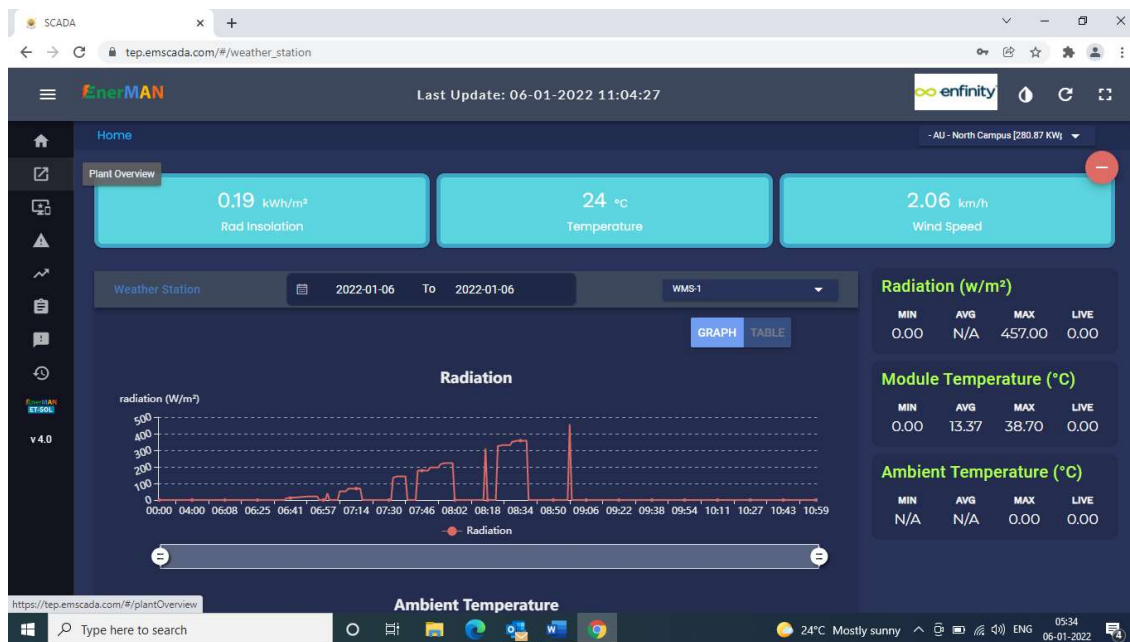 SCADA
tep.emscada.com/#/weather_station
EnerMAN
Last Update: 06-01-2022 11:04:27
enfinity
Home
- AU - North Campus [280.87 KW
Plant Overview
0.19 kWh/m²
Rad Insolation
24 °C
Temperature
2.06 km/h
Wind Speed
Weather Station
2022-01-06 To 2022-01-06
WMS-1
GRAPH TABLE
Radiation
radiation (W/m²)
500
400
300
200
100
0
00:00 04:00 06:08 06:25 06:41 06:57 07:14 07:30 07:46 08:02 08:18 08:34 08:50 09:06 09:22 09:38 09:54 10:11 10:27 10:43 10:59
Radiation
Ambient Temperature
Radiation (w/m²)
MIN AVG MAX LIVE
0.00 N/A 457.00 0.00
Module Temperature (°C)
MIN AVG MAX LIVE
0.00 13.37 38.70 0.00
Ambient Temperature (°C)
MIN AVG MAX LIVE
N/A N/A 0.00 0.00
EnerMAN
ET-SOL
v 4.0
https://tep.emscada.com/#/plantOverview
Type here to search
24°C Mostly sunny
ENG
05:34
06-01-2022
4